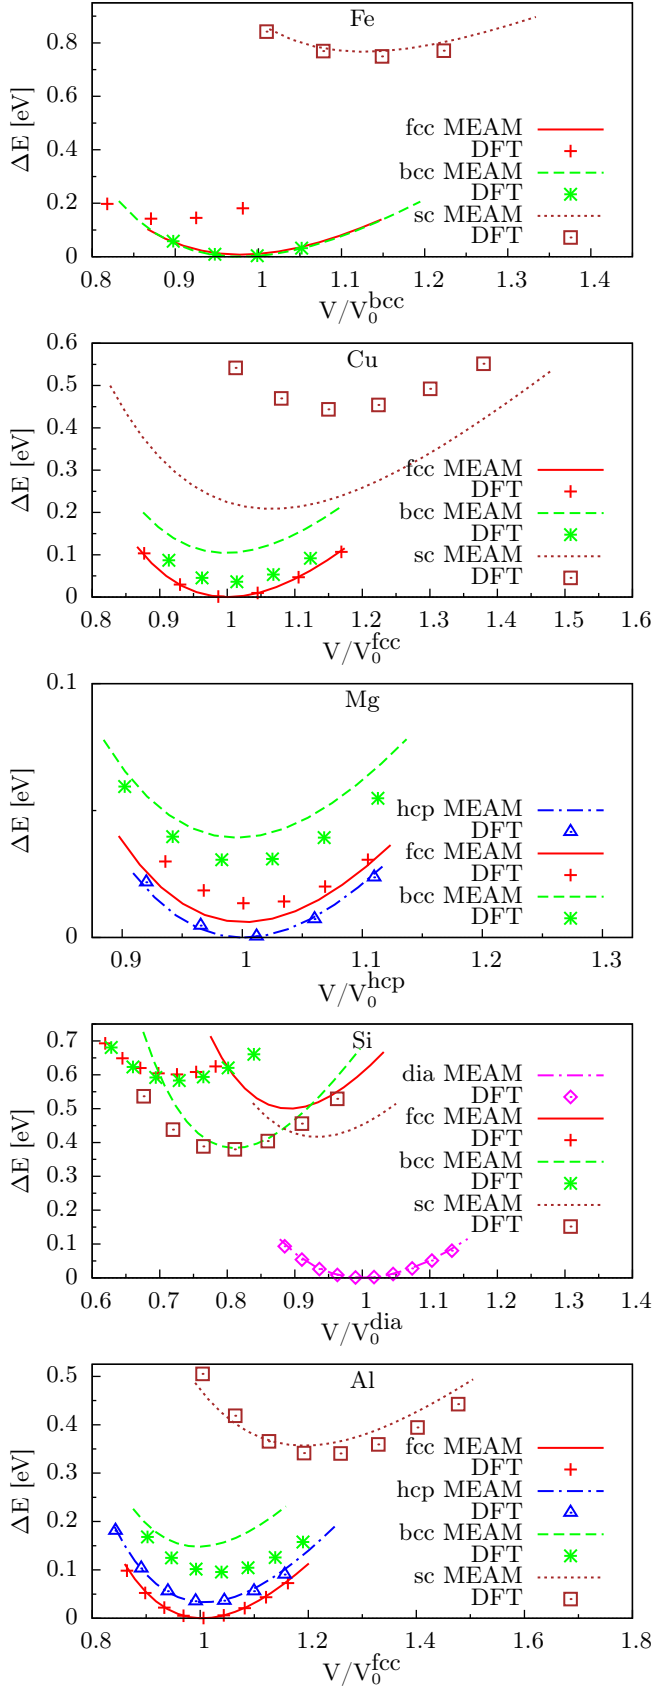 Fe
0.8
0.6
0.4
0.2
0
ΔE [eV]
fcc MEAM
DFT
bcc MEAM
DFT
sc MEAM
DFT
0.8 0.9 1 1.1 1.2 1.3 1.4
V/V₀ᵇᶜᶜ
Cu
0.6
0.5
0.4
0.3
0.2
0.1
0
ΔE [eV]
fcc MEAM
DFT
bcc MEAM
DFT
sc MEAM
DFT
0.8 0.9 1 1.1 1.2 1.3 1.4 1.5 1.6
V/V₀ᶠᶜᶜ
Mg
0.1
0
ΔE [eV]
hcp MEAM
DFT
fcc MEAM
DFT
bcc MEAM
DFT
0.9 1 1.1 1.2 1.3
V/V₀ʰᶜᵖ
Si
0.7
0.6
0.5
0.4
0.3
0.2
0.1
0
ΔE [eV]
dia MEAM
DFT
fcc MEAM
DFT
bcc MEAM
DFT
sc MEAM
DFT
0.6 0.7 0.8 0.9 1 1.1 1.2 1.3 1.4
V/V₀ᵈⁱᵃ
Al
0.5
0.4
0.3
0.2
0.1
0
ΔE [eV]
fcc MEAM
DFT
hcp MEAM
DFT
bcc MEAM
DFT
sc MEAM
DFT
0.8 1 1.2 1.4 1.6 1.8
V/V₀ᶠᶜᶜ